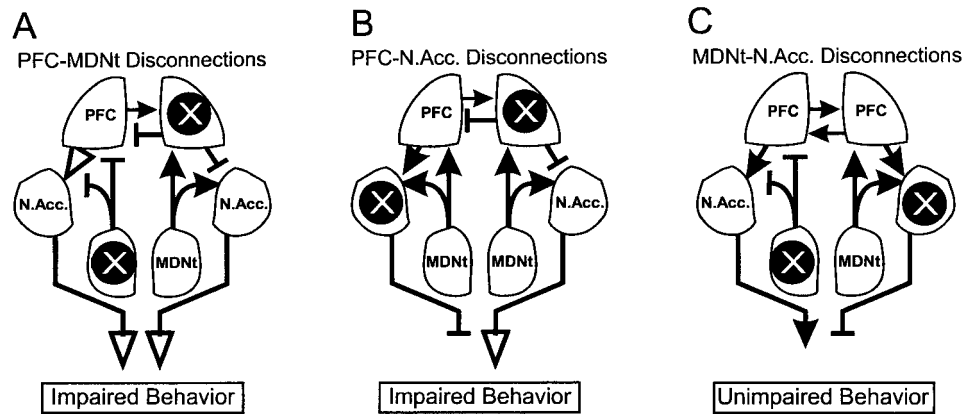 A
B
C
PFC-MDNt Disconnections
PFC-N.Acc. Disconnections
MDNt-N.Acc. Disconnections
PFC
X
PFC
X
PFC
PFC
N.Acc.
N.Acc.
X
N.Acc.
N.Acc.
X
X
MDNt
MDNt
MDNt
X
MDNt
Impaired Behavior
Impaired Behavior
Unimpaired Behavior